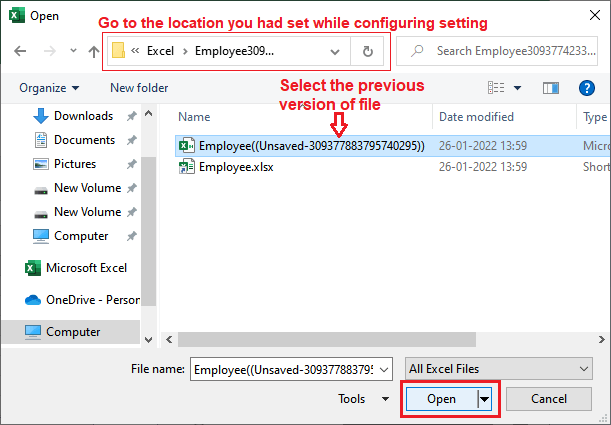 Open
Go to the location you had set while configuring setting
« Excel > Employee309...
Search Employee3093774233...
Organize
New folder
Select the previous
version of file
Name
Date modified
Type
Downloads
Documents
Pictures
New Volume
New Volume
Computer
Microsoft Excel
OneDrive - Person
Computer
Employee((Unsaved-309377883795740295))
26-01-2022 13:59
Micro
Employee.xlsx
26-01-2022 13:59
Short
File name:
Employee((Unsaved-309377883795
All Excel Files
Tools
Open
Cancel